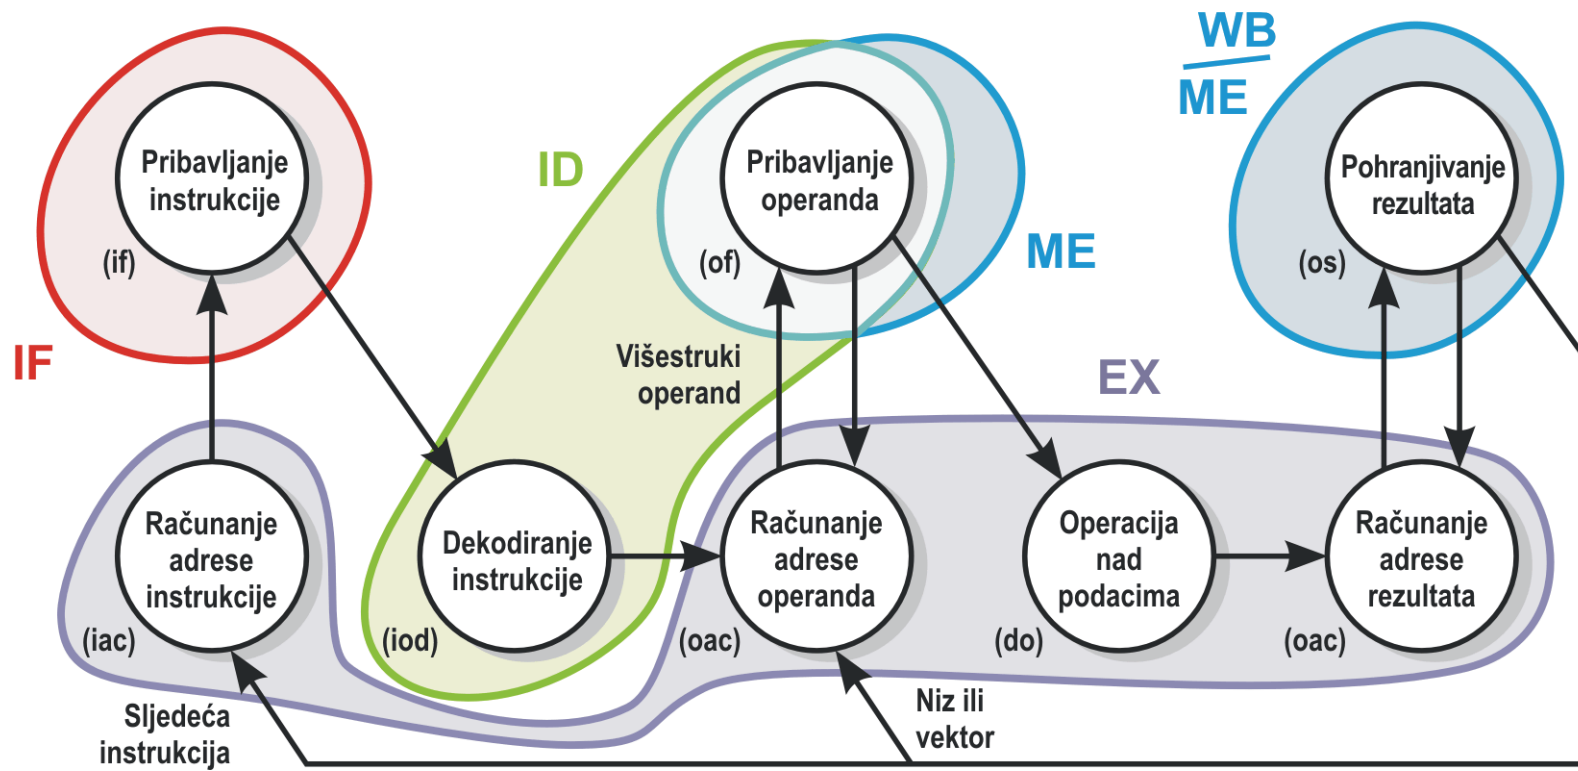 WB
ME
Pribavljanje
instrukcije
(if)
IF
ID
Pribavljanje
operanda
(of)
ME
Pohranjivanje
rezultata
(os)
Višestruki
operand
EX
Računanje
adrese
instrukcije
(iac)
Dekodiranje
instrukcije
(iod)
Računanje
adrese
operanda
(oac)
Operacija
nad
podacima
(do)
Računanje
adrese
rezultata
(oac)
Sljedeća
instrukcija
Niz ili
vektor